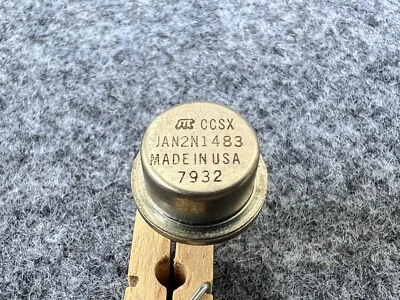 CCSX
JAN2N1483
MADE IN USA
7932